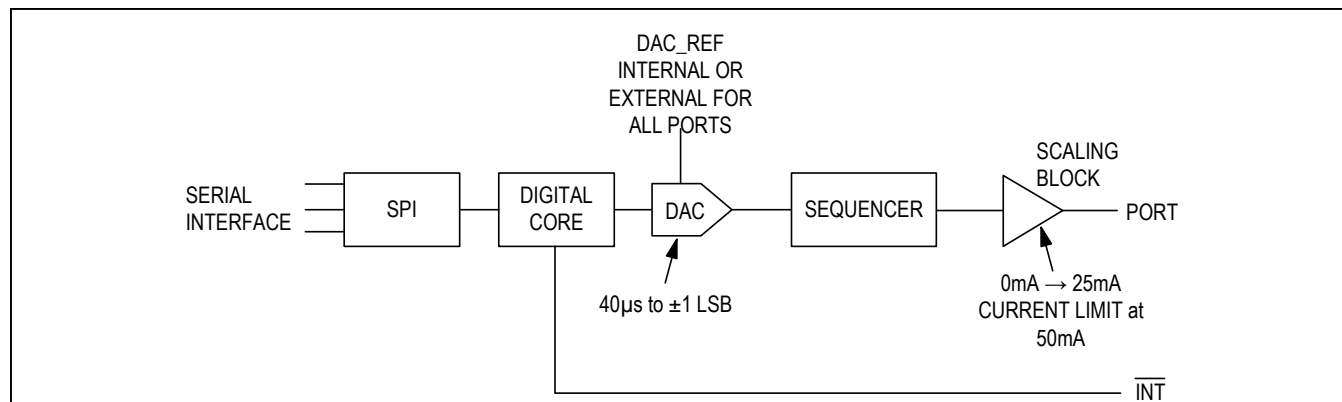 DAC_REF
INTERNAL OR
EXTERNAL FOR
ALL PORTS
SCALING
BLOCK
SERIAL
INTERFACE
SPI
DIGITAL
CORE
DAC
SEQUENCER
PORT
40µs to ±1 LSB
0mA → 25mA
CURRENT LIMIT at
50mA
INT